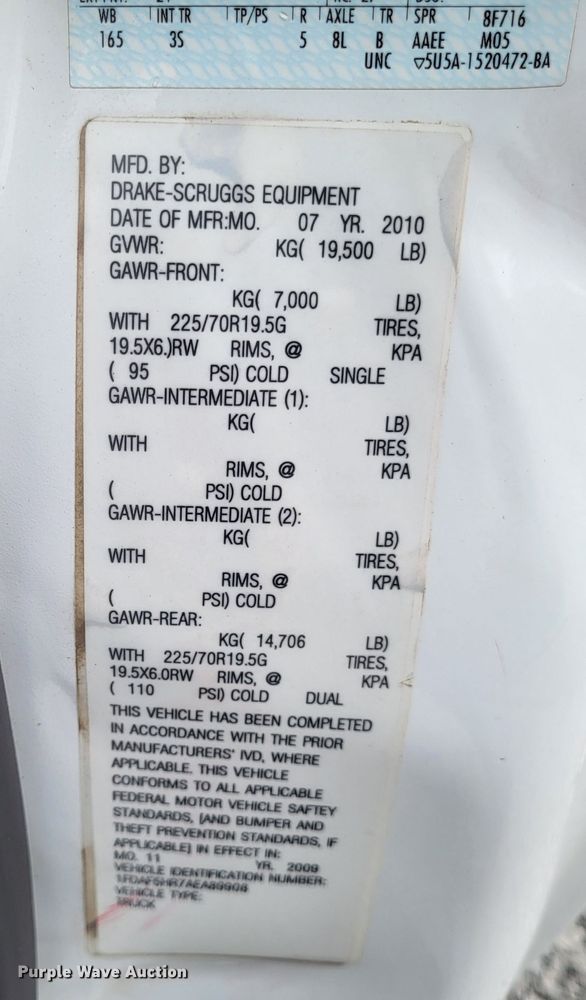 WB INT TR TP/PS R AXLE TR SPR 8F716
165 3S 5 8L B AAEE M05
UNC ▽5U5A-1520472-BA
MFD. BY:
DRAKE-SCRUGGS EQUIPMENT
DATE OF MFR:MO. 07 YR. 2010
GVWR: KG( 19,500 LB)
GAWR-FRONT:
KG( 7,000 LB)
WITH 225/70R19.5G TIRES,
19.5X6.)RW RIMS, @ KPA
( 95 PSI) COLD SINGLE
GAWR-INTERMEDIATE (1):
KG( LB)
WITH TIRES,
RIMS, @ KPA
( PSI) COLD
GAWR-INTERMEDIATE (2):
KG( LB)
WITH TIRES,
RIMS, @ KPA
( PSI) COLD
GAWR-REAR:
KG( 14,706 LB)
WITH 225/70R19.5G TIRES,
19.5X6.0RW RIMS, @ KPA
( 110 PSI) COLD DUAL
THIS VEHICLE HAS BEEN COMPLETED
IN ACCORDANCE WITH THE PRIOR
MANUFACTURERS' IVD, WHERE
APPLICABLE. THIS VEHICLE
CONFORMS TO ALL APPLICABLE
FEDERAL MOTOR VEHICLE SAFTEY
STANDARDS, [AND BUMPER AND
THEFT PREVENTION STANDARDS, IF
APPLICABLE] IN EFFECT IN:
MO. 11 YR. 2009
VEHICLE IDENTIFICATION NUMBER:
VEHICLE TYPE:
TRUCK
Purple Wave Auction